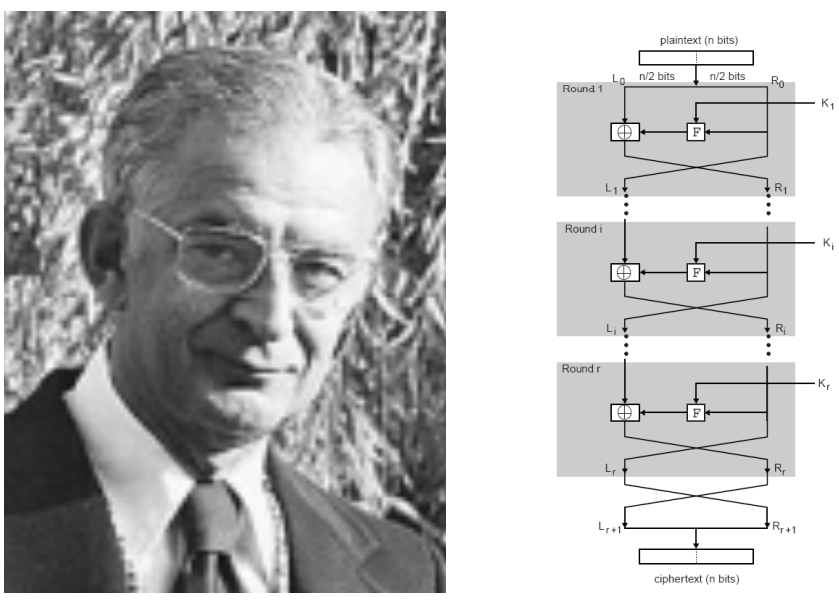 plaintext (n bits)
L0 n/2 bits n/2 bits R0
Round 1
K1
F
L1 R1
Round i
Ki
F
Li Ri
Round r
Kr
F
Lr Rr
Lr+1 Rr+1
ciphertext (n bits)